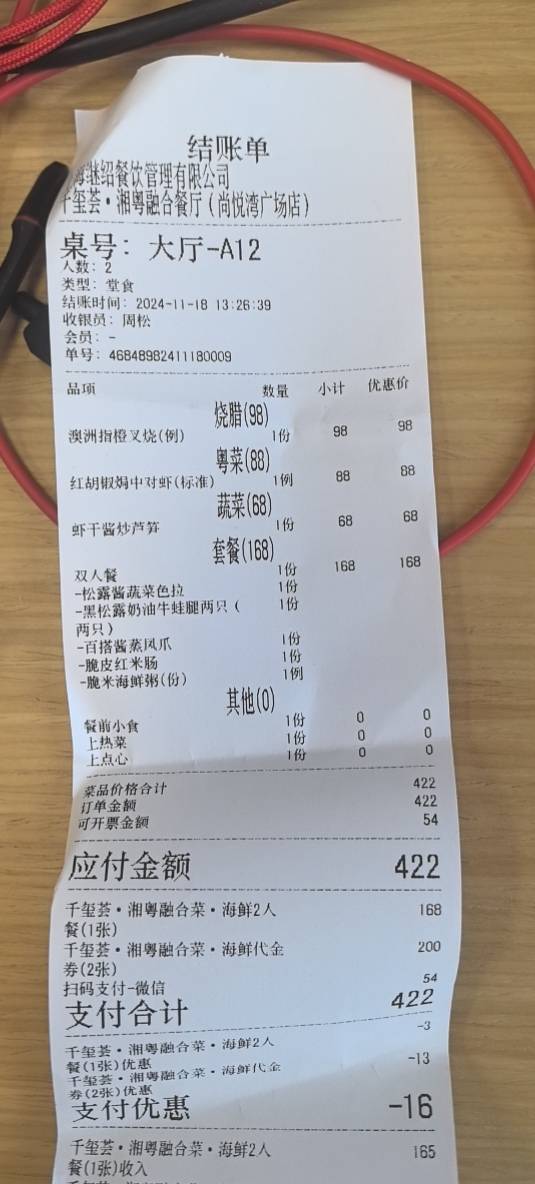 结账单
海继绍餐饮管理有限公司
千玺荟·湘粤融合餐厅(尚悦湾广场店)
桌号: 大厅-A12
人数: 2
类型: 堂食
结账时间: 2024-11-18 13:26:39
收银员: 周松
会员: -
单号: 46848982411180009
品项 数量 小计 优惠价
烧腊(98)
澳洲指橙叉烧(例) 1份 98 98
粤菜(88)
红胡椒焗中对虾(标准) 1例 88 88
蔬菜(68)
虾干酱炒芦笋 1份 68 68
套餐(168)
双人餐 1份 168 168
-松露酱蔬菜色拉 1份
-黑松露奶油牛蛙腿两只( 1份
两只)
-百搭酱蒸凤爪 1份
-脆皮红米肠 1份
-脆米海鲜粥(份) 1例
其他(0)
餐前小食 1份 0 0
上热菜 1份 0 0
上点心 1份 0 0
菜品价格合计 422
订单金额 422
可开票金额 54
应付金额 422
千玺荟·湘粤融合菜·海鲜2人 168
餐(1张)
千玺荟·湘粤融合菜·海鲜代金 200
券(2张)
扫码支付-微信 54
支付合计 422
千玺荟·湘粤融合菜·海鲜2人 -3
餐(1张)优惠
千玺荟·湘粤融合菜·海鲜代金 -13
券(2张)优惠
支付优惠 -16
千玺荟·湘粤融合菜·海鲜2人 165
餐(1张)收入